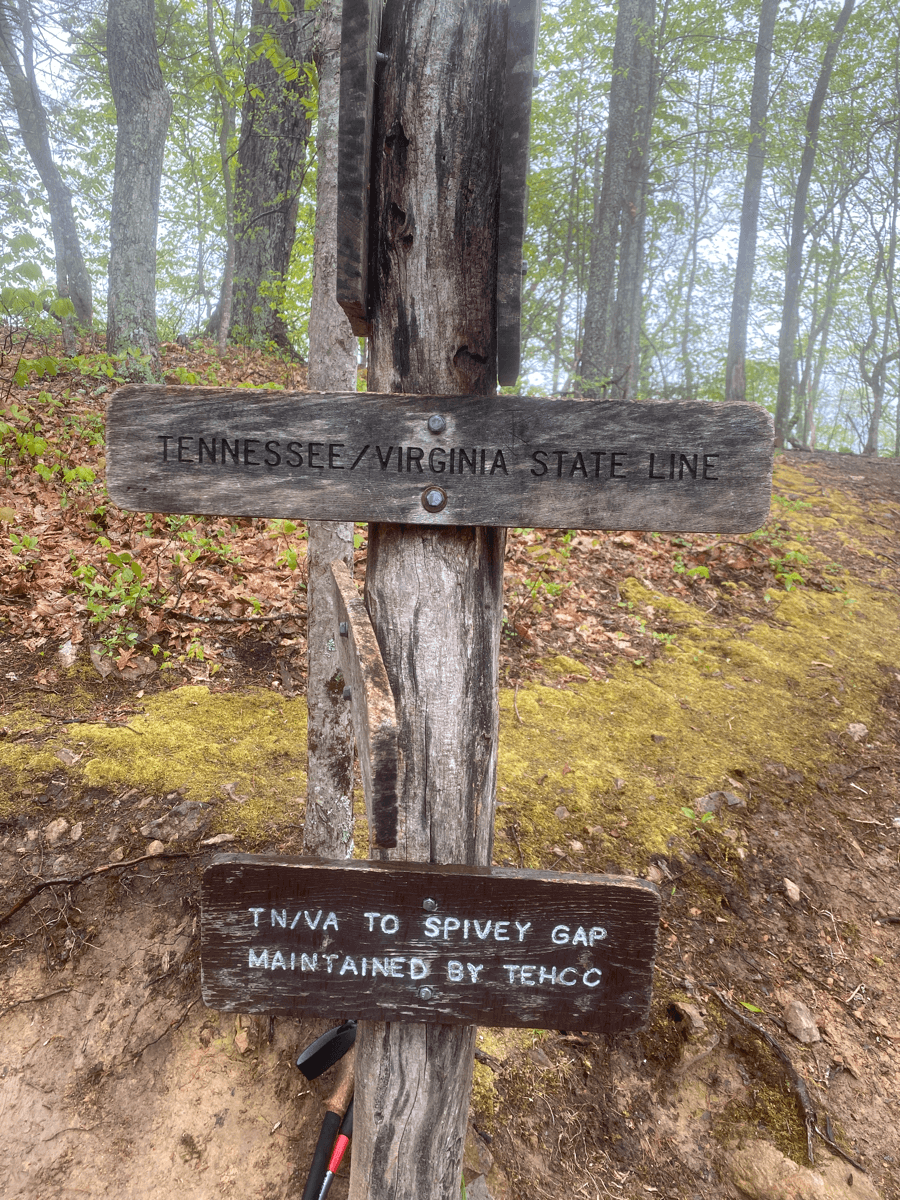 TENNESSEE/VIRGINIA STATE LINE
TN/VA TO SPIVEY GAP
MAINTAINED BY TEHCC